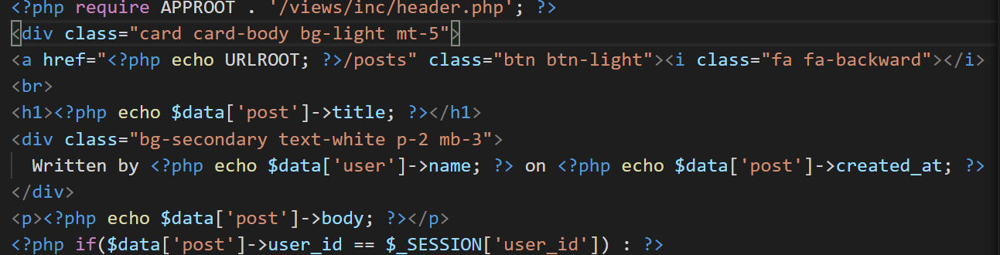 <?php require APPROOT . '/views/inc/header.php'; ?>
<div class="card card-body bg-light mt-5">
<a href="<?php echo URLROOT; ?>/posts" class="btn btn-light"><i class="fa fa-backward"></i>
<br>
<h1><?php echo $data['post']->title; ?></h1>
<div class="bg-secondary text-white p-2 mb-3">
Written by <?php echo $data['user']->name; ?> on <?php echo $data['post']->created_at; ?>
</div>
<p><?php echo $data['post']->body; ?></p>
<?php if($data['post']->user_id == $_SESSION['user_id']) : ?>